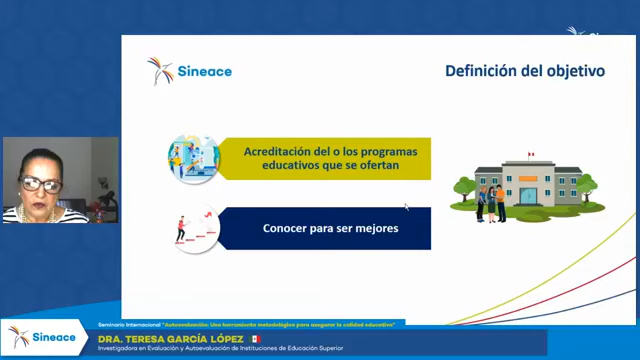 Sineace
Definición del objetivo
Acreditación del o los programas
educativos que se ofertan
Conocer para ser mejores
Seminario Internacional "Autoevaluación: Una herramienta metodológica para asegurar la calidad educativa"
Sineace
DRA. TERESA GARCÍA LÓPEZ
Investigadora en Evaluación y Autoevaluación de Instituciones de Educación Superior